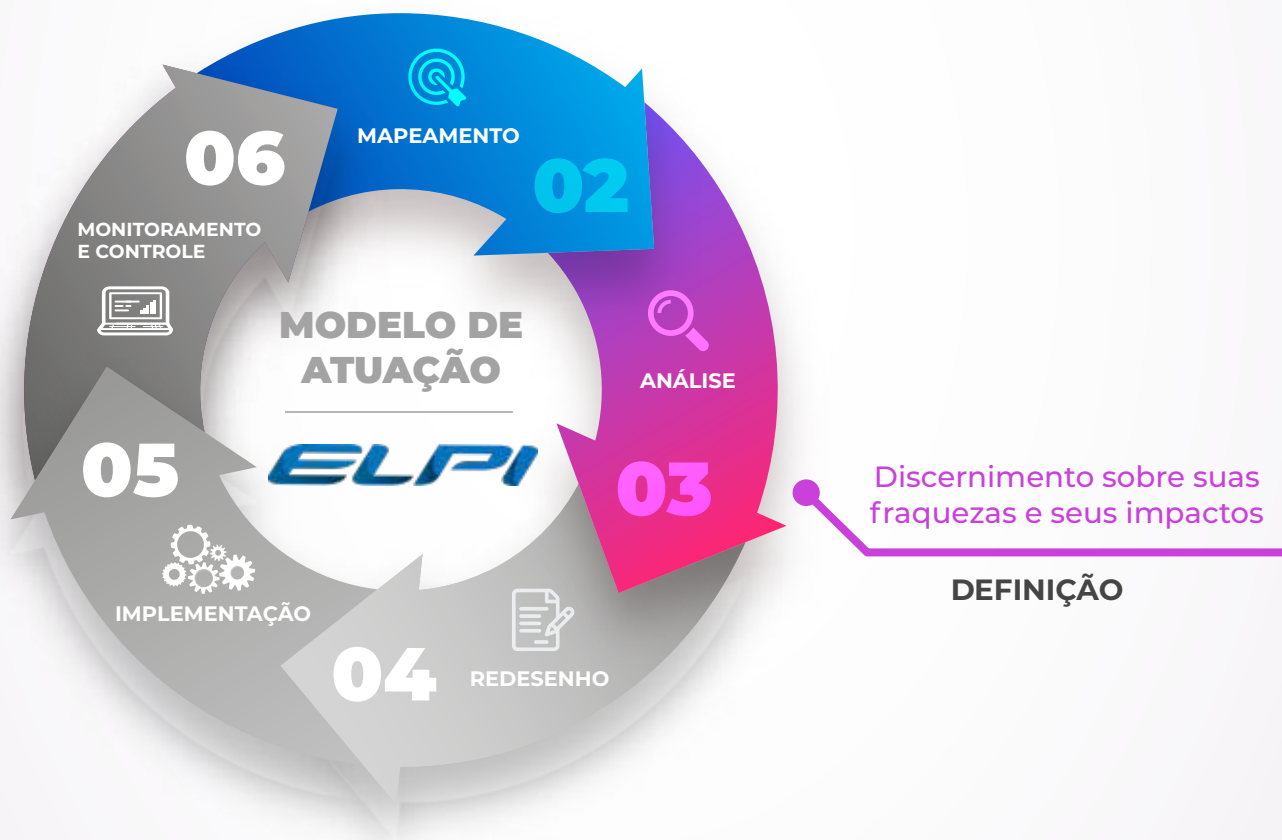 MAPEAMENTO
02
ANÁLISE
03
REDESENHO
04
IMPLEMENTAÇÃO
05
MONITORAMENTO
E CONTROLE
06
MODELO DE
ATUAÇÃO
ELPI
Discernimento sobre suas
fraquezas e seus impactos
DEFINIÇÃO